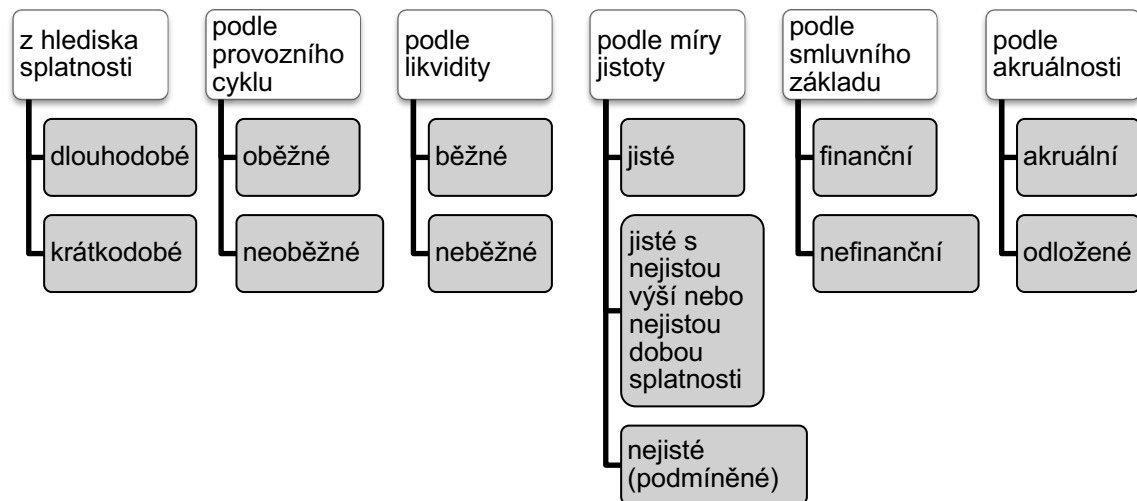 z hlediska
splatnosti
dlouhodobé
krátkodobé
podle
provozního
cyklu
oběžné
neoběžné
podle
likvidity
běžné
neběžné
podle míry
jistoty
jisté
jisté s
nejistou
výší nebo
nejistou
dobou
splatnosti
nejisté
(podmíněné)
podle
smluvního
základu
finanční
nefinanční
podle
akruálnosti
akruální
odložené